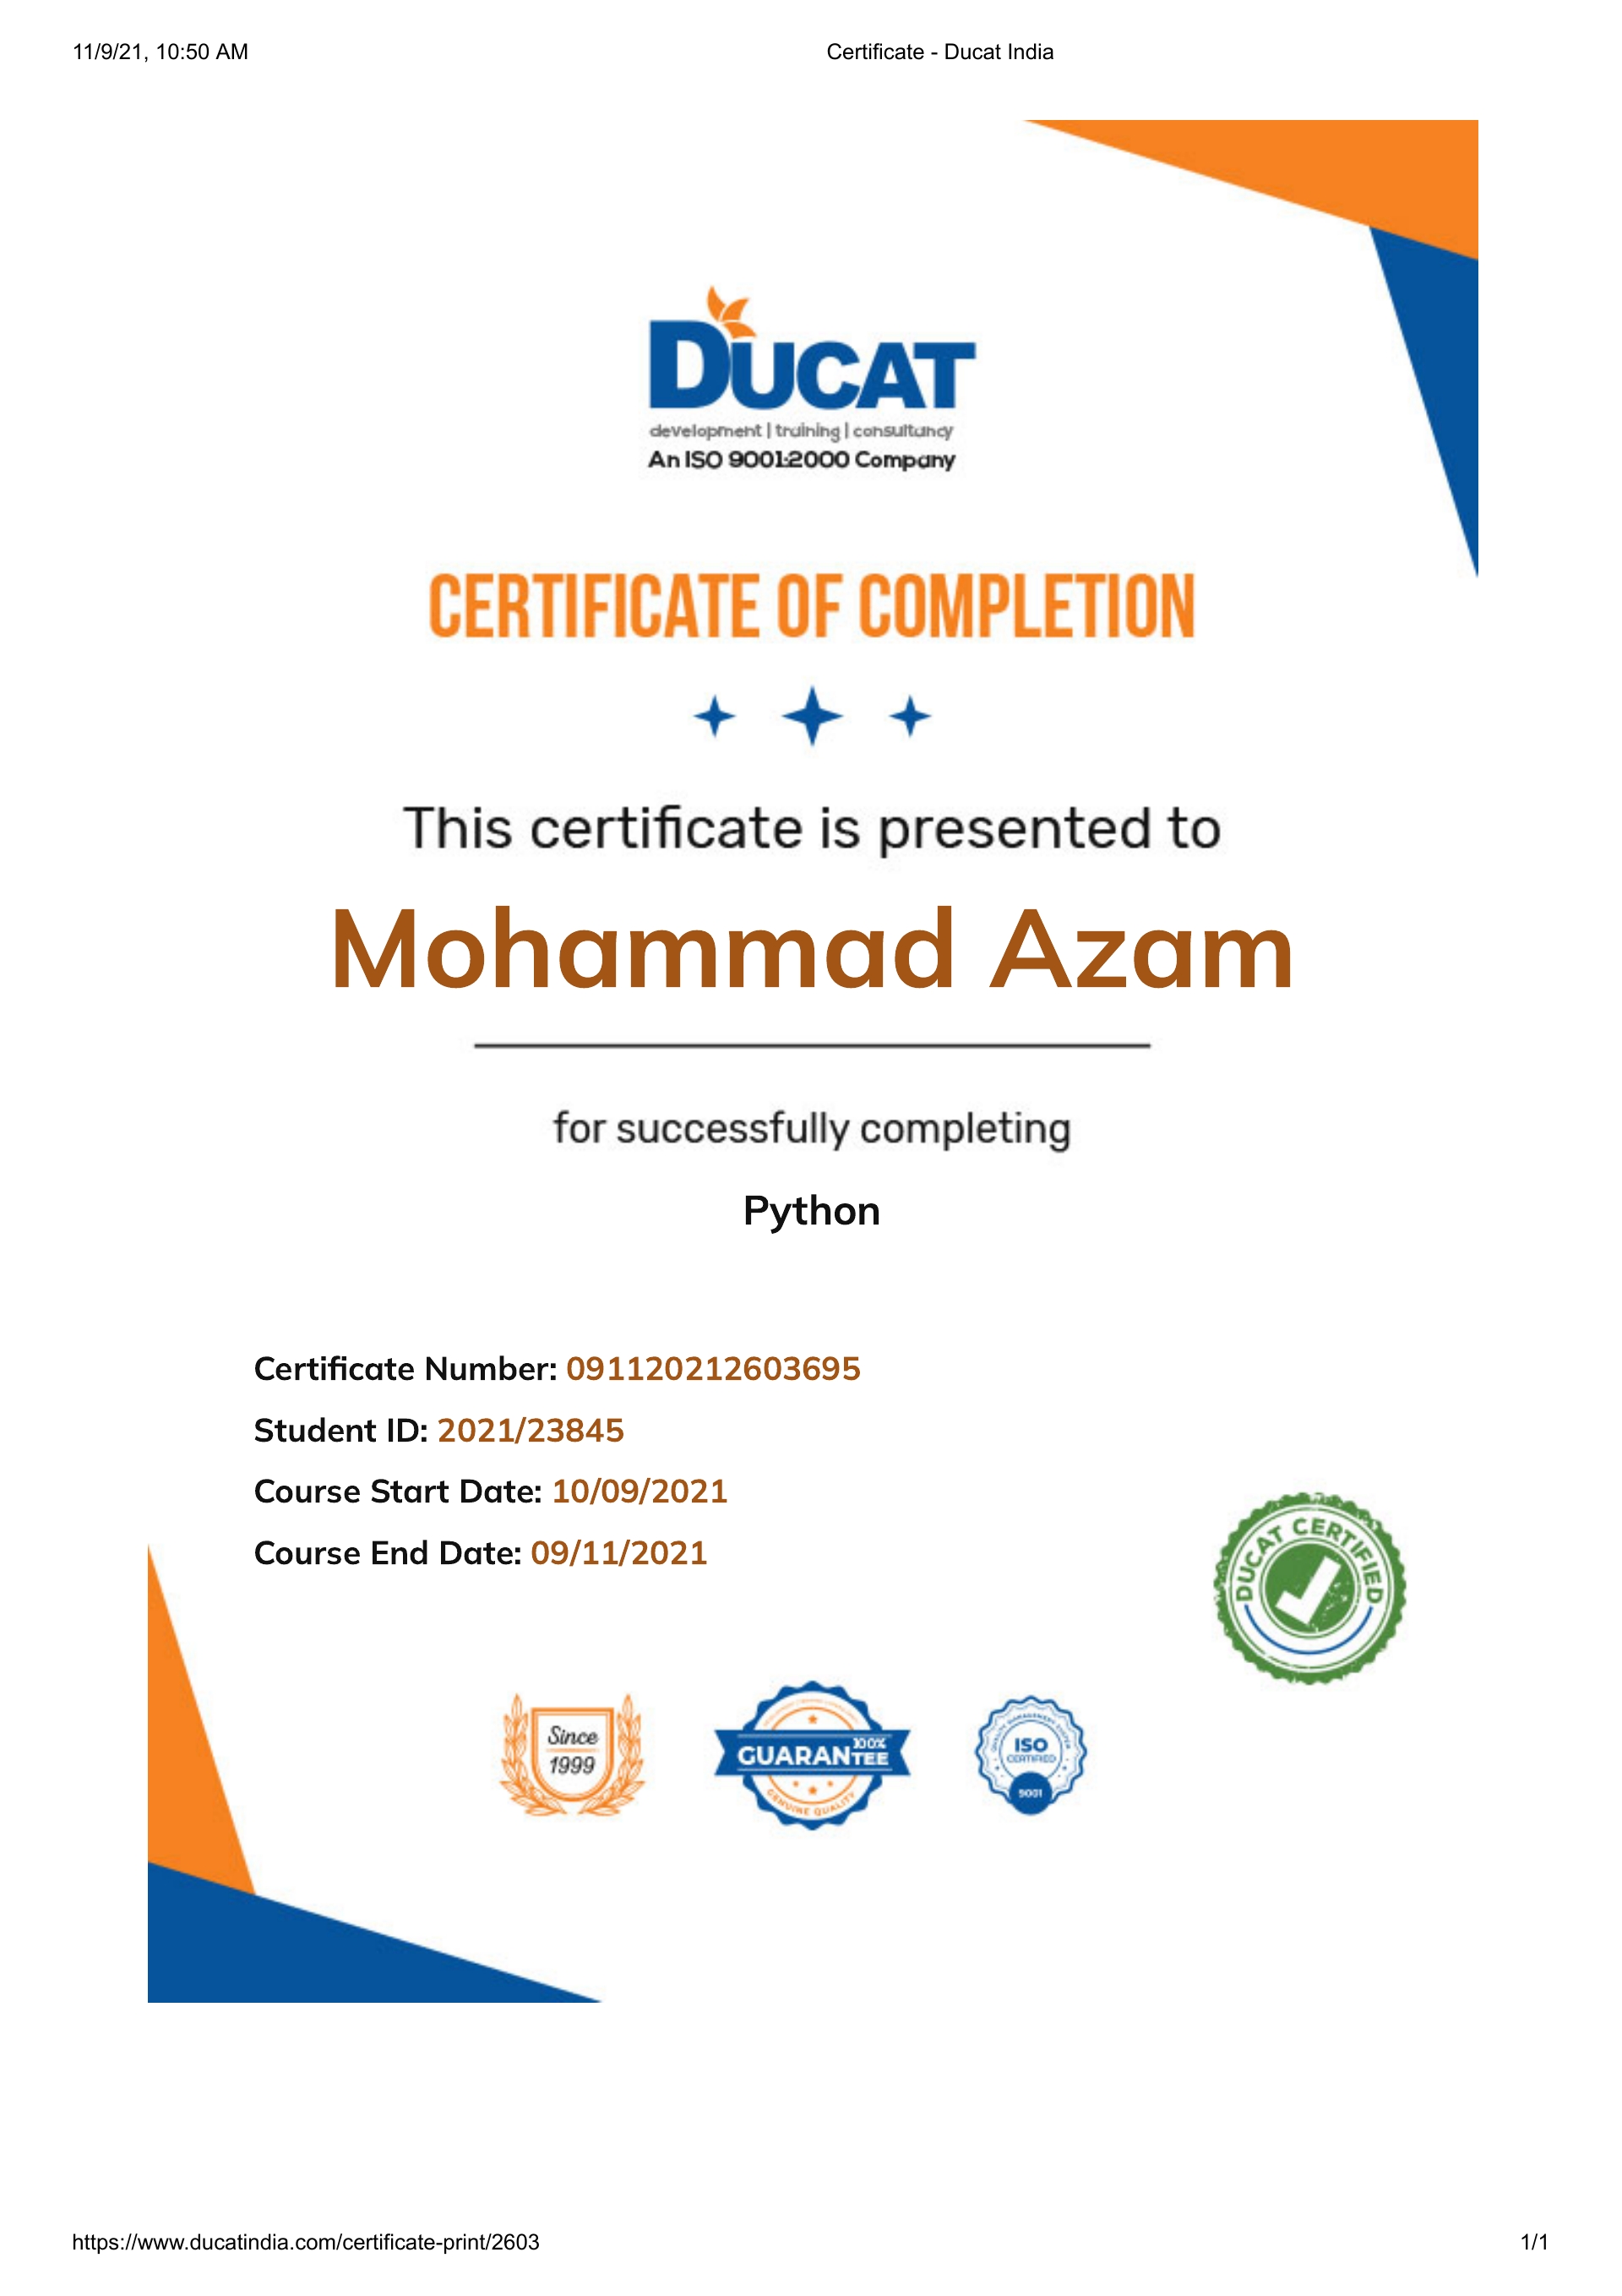 11/9/21, 10:50 AM
Certificate - Ducat India
DUCAT
development | training | consultancy
An ISO 9001:2000 Company
CERTIFICATE OF COMPLETION
This certificate is presented to
Mohammad Azam
for successfully completing
Python
Certificate Number: 091120212603695
Student ID: 2021/23845
Course Start Date: 10/09/2021
Course End Date: 09/11/2021
DUCAT CERTIFIED
Since
1999
100%
GUARANTEE
GENUINE QUALITY
QUALITY MANAGEMENT SYSTEM
ISO
CERTIFIED
9001
https://www.ducatindia.com/certificate-print/2603
1/1